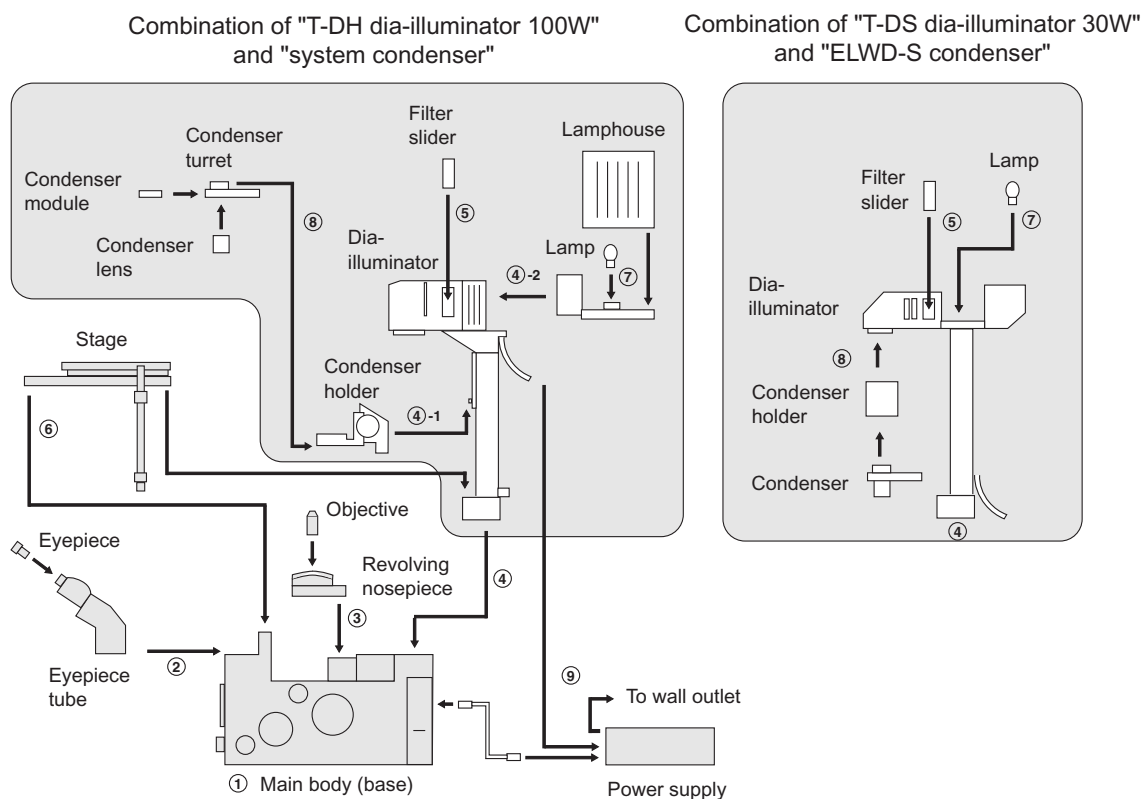 Combination of "T-DH dia-illuminator 100W"
and "system condenser"
Combination of "T-DS dia-illuminator 30W"
and "ELWD-S condenser"
Condenser
turret
Condenser
module
Condenser
lens
⑧
Filter
slider
⑤
Lamphouse
Dia-
illuminator
Lamp
④-2
⑦
Stage
⑥
Condenser
holder
④-1
Objective
Revolving
nosepiece
③
④
Eyepiece
Eyepiece
tube
②
① Main body (base)
⑨
To wall outlet
Power supply
Filter
slider
⑤
Lamp
⑦
Dia-
illuminator
⑧
Condenser
holder
Condenser
④